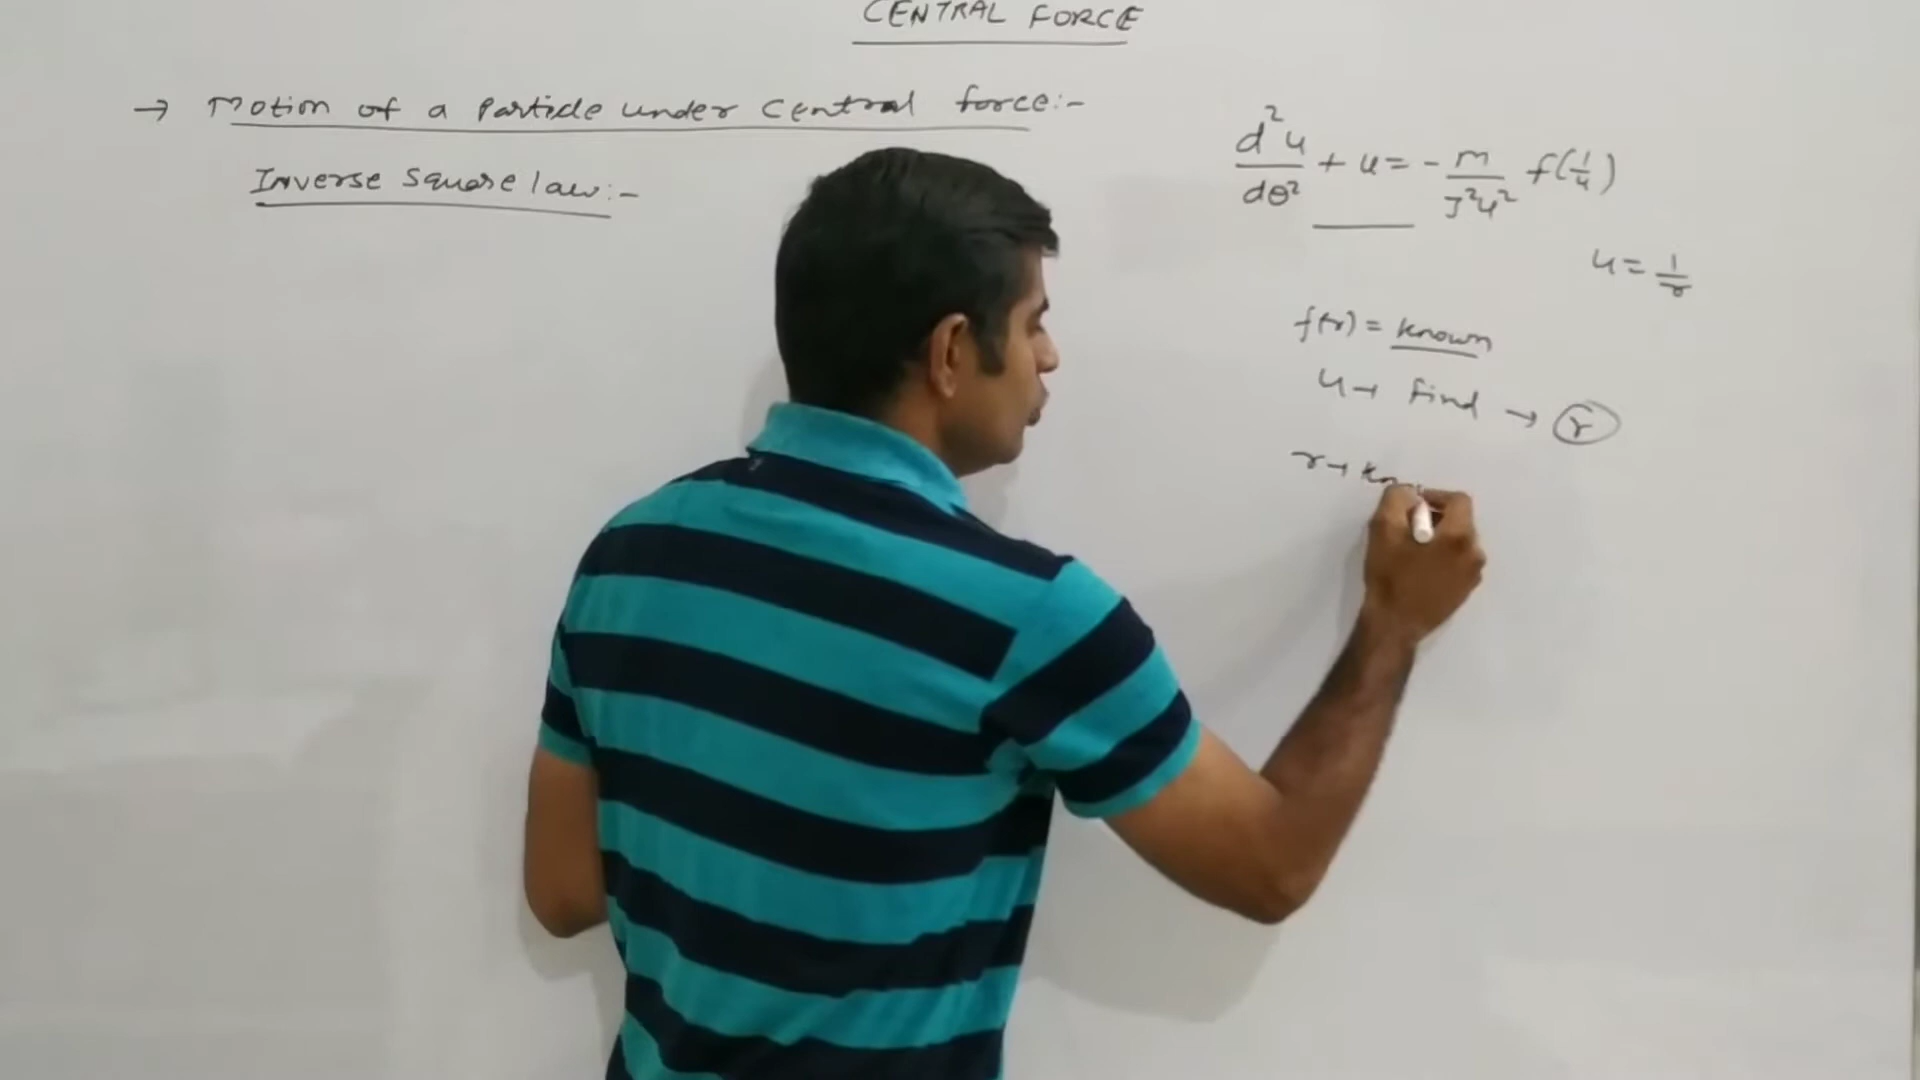 CENTRAL FORCE
→ Motion of a Particle under Central force:-
Inverse square law:-
d²u/dθ² + u = - m/J²u² f(1/u)
u = 1/r
f(r) = known
u → Find → r
r →